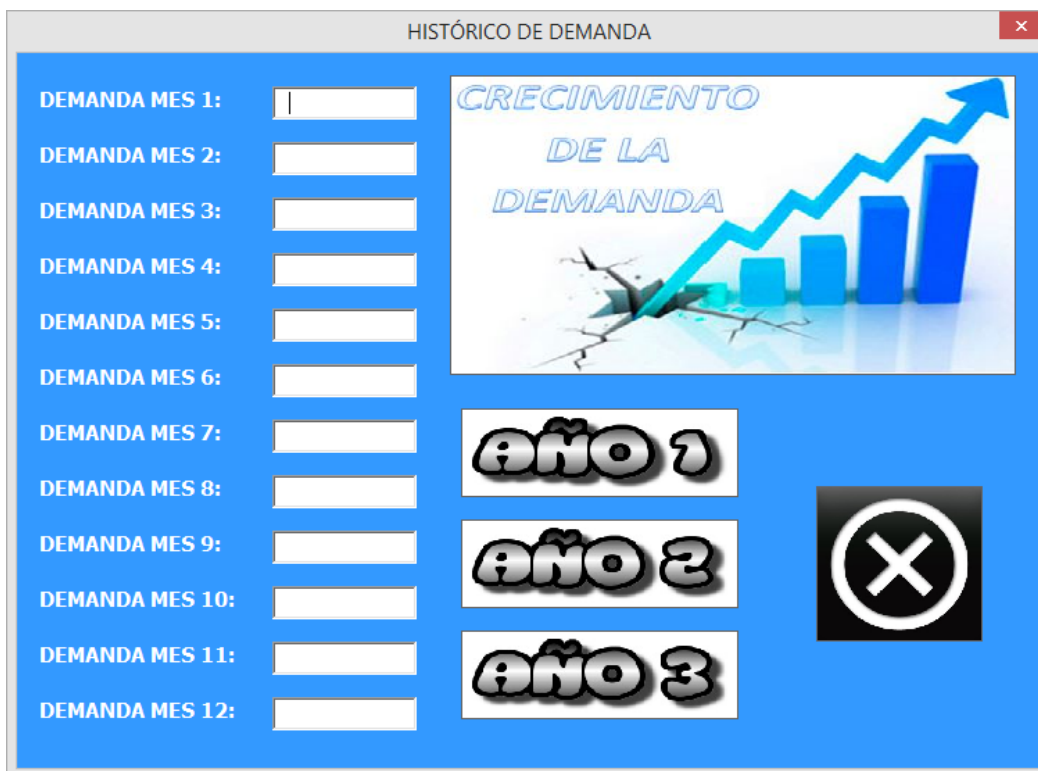 HISTÓRICO DE DEMANDA
DEMANDA MES 1:
DEMANDA MES 2:
DEMANDA MES 3:
DEMANDA MES 4:
DEMANDA MES 5:
DEMANDA MES 6:
DEMANDA MES 7:
DEMANDA MES 8:
DEMANDA MES 9:
DEMANDA MES 10:
DEMANDA MES 11:
DEMANDA MES 12:
CRECIMIENTO
DE LA
DEMANDA
AÑO 1
AÑO 2
AÑO 3